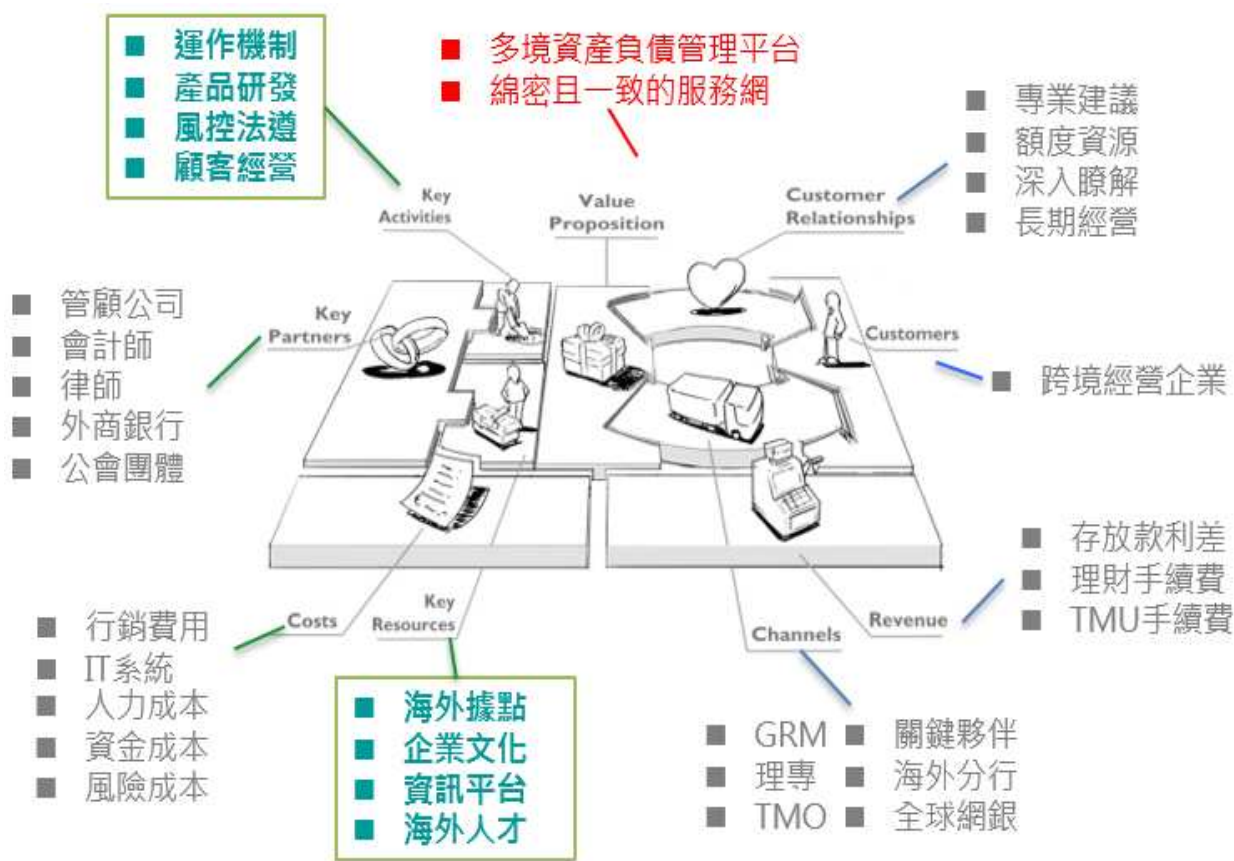 ■ 運作機制
■ 產品研發
■ 風控法遵
■ 顧客經營
■ 多境資產負債管理平台
■ 綿密且一致的服務網
■ 專業建議
■ 額度資源
■ 深入瞭解
■ 長期經營
Key
Activities
Value
Proposition
Customer
Relationships
■ 管顧公司
■ 會計師
■ 律師
■ 外商銀行
■ 公會團體
Key
Partners
Customers
■ 跨境經營企業
■ 存放款利差
■ 理財手續費
■ TMU手續費
Costs
Key
Resources
Channels
Revenue
■ 行銷費用
■ IT系統
■ 人力成本
■ 資金成本
■ 風險成本
■ 海外據點
■ 企業文化
■ 資訊平台
■ 海外人才
■ GRM ■ 關鍵夥伴
■ 理專 ■ 海外分行
■ TMO ■ 全球網銀